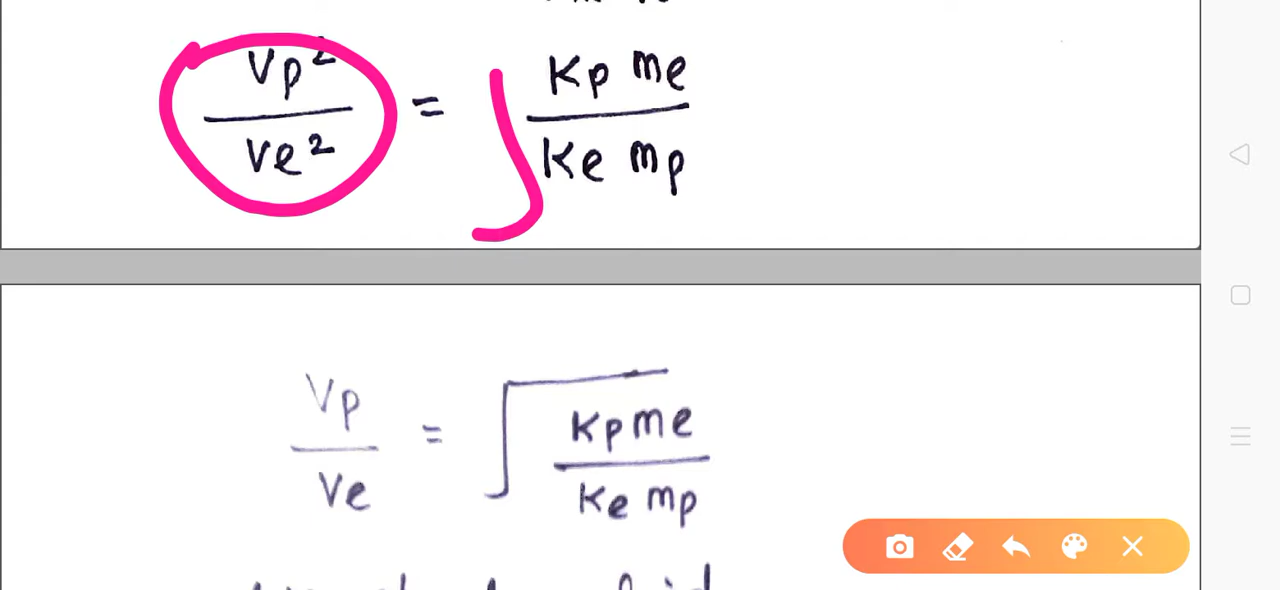 Vp² / Ve² = Kp me / Ke mp
Vp / Ve = √ Kp me / Ke mp